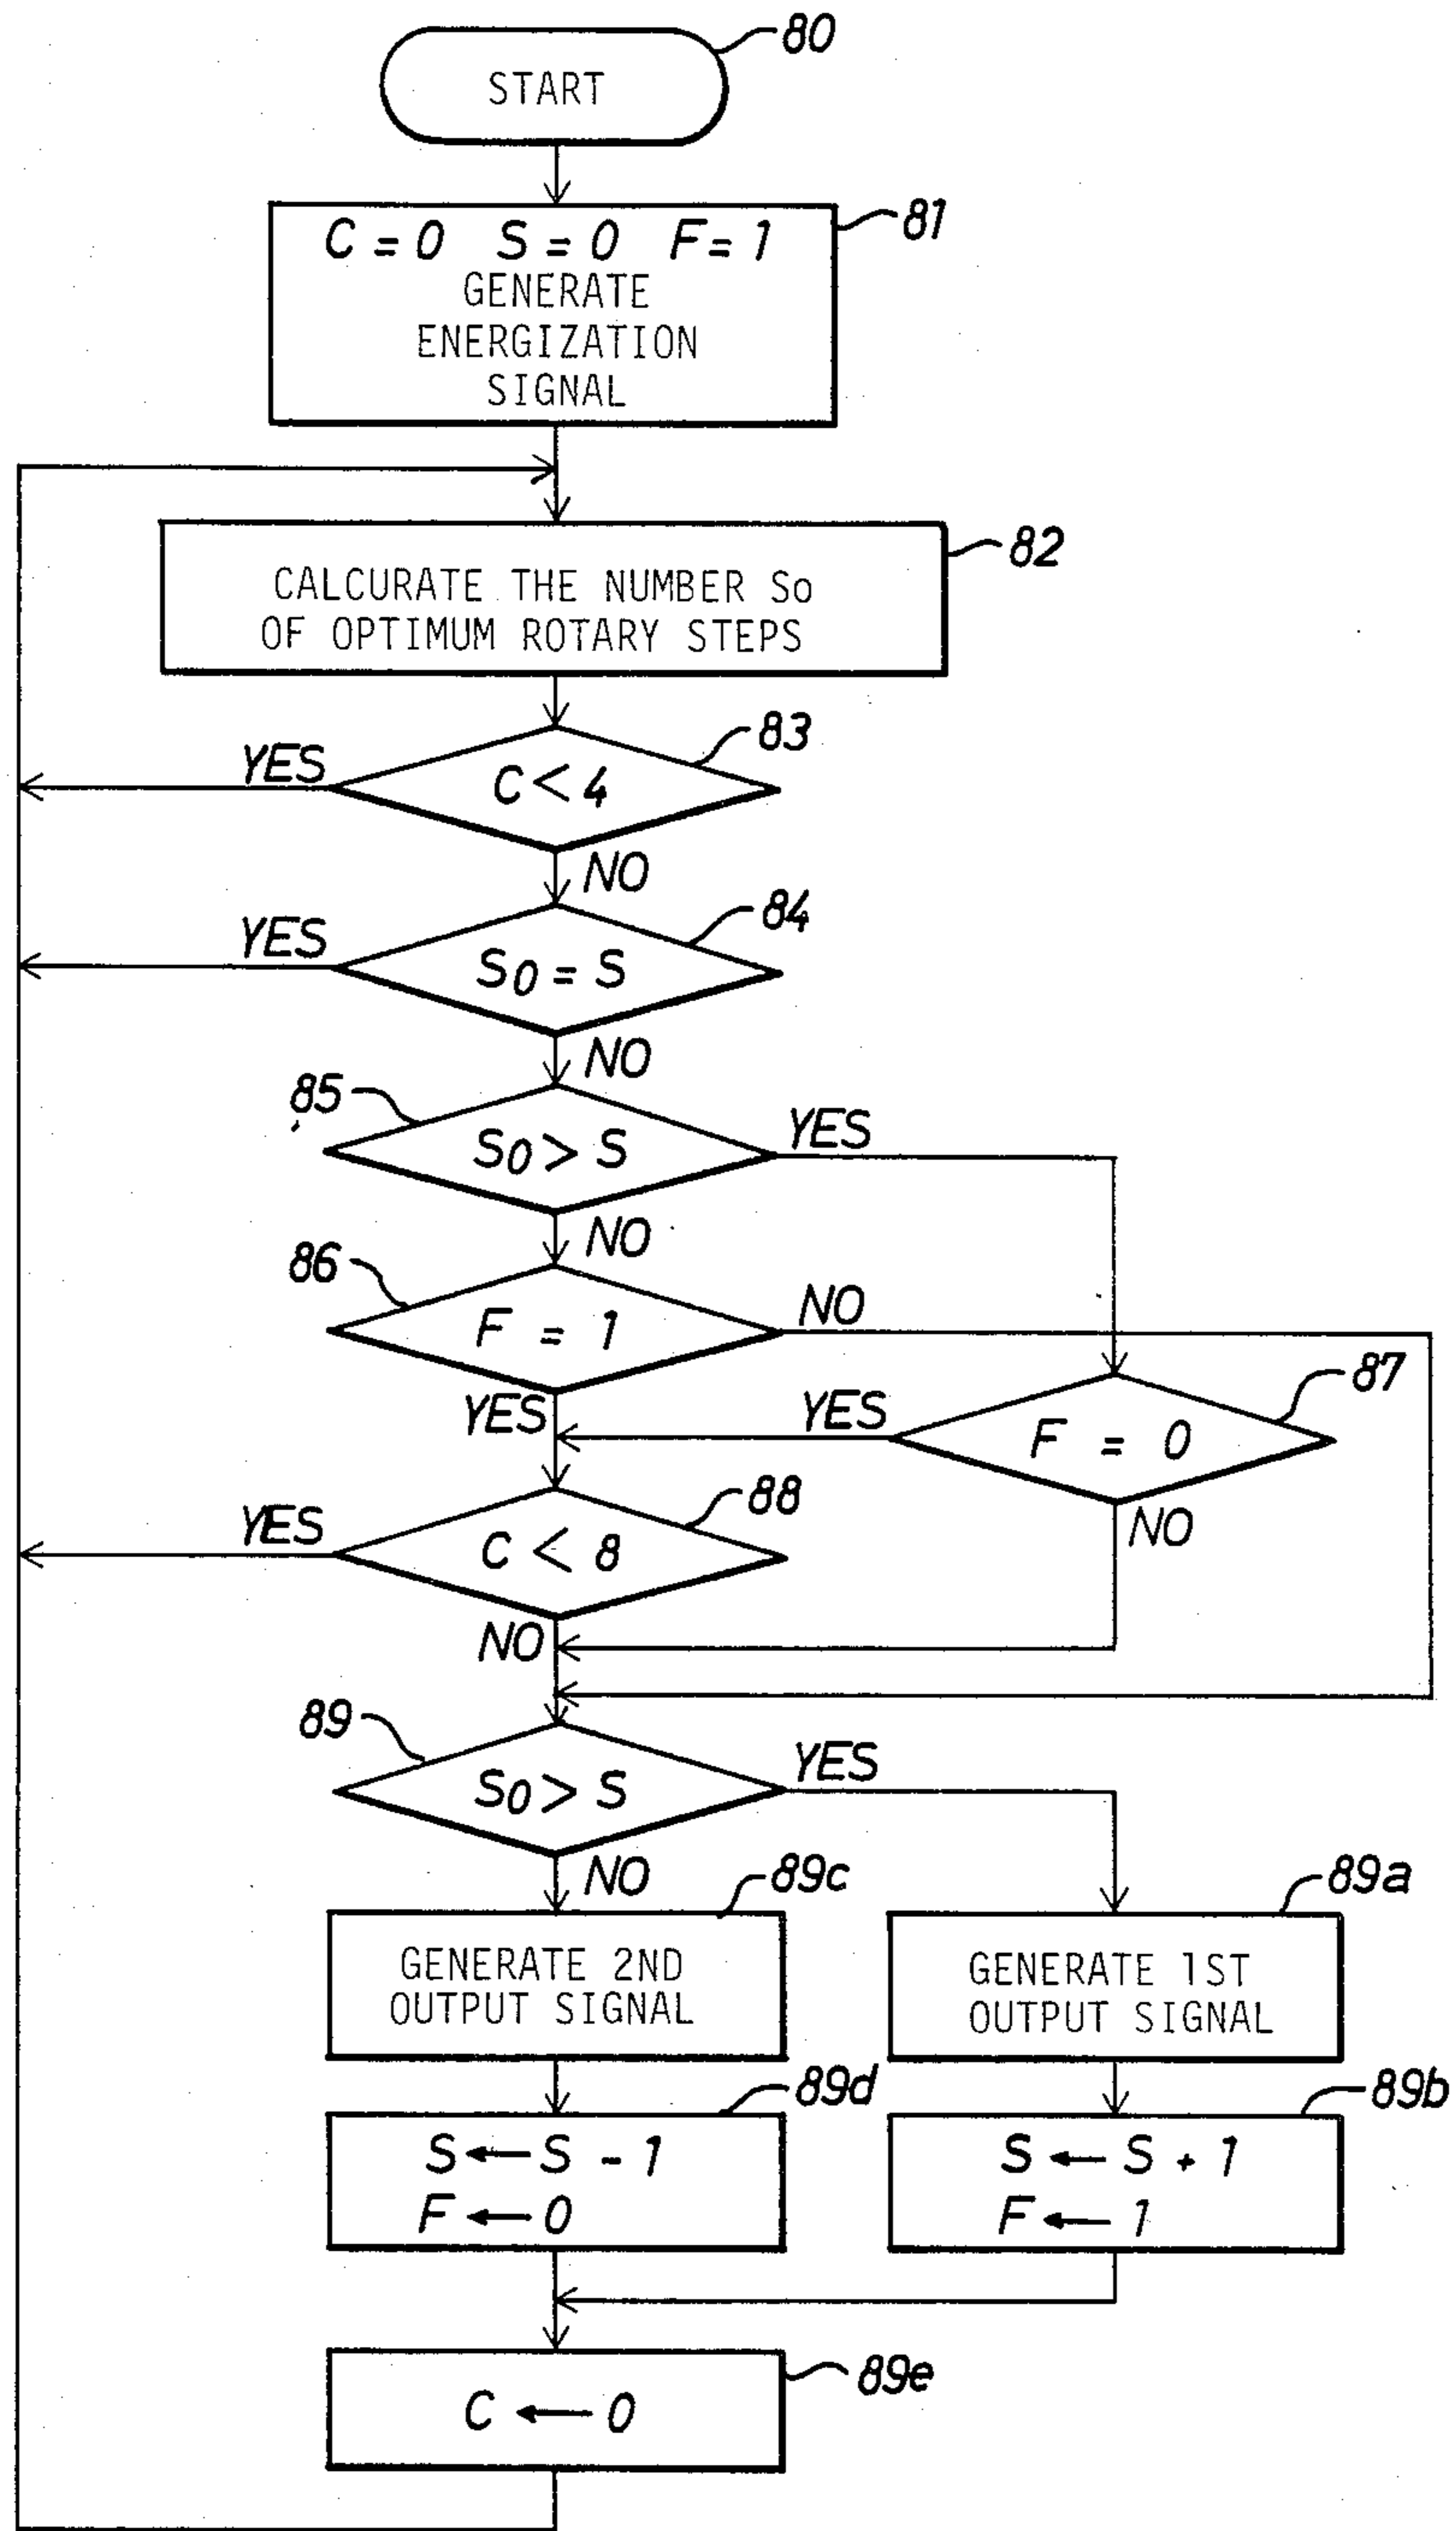 80
START
81
C = 0 S = 0 F = 1
GENERATE
ENERGIZATION
SIGNAL
82
CALCURATE THE NUMBER So
OF OPTIMUM ROTARY STEPS
83
YES
C < 4
NO
84
YES
So = S
NO
85
YES
So > S
NO
86
NO
F = 1
87
YES
YES
F = 0
88
NO
YES
C < 8
NO
89
YES
So > S
NO
89c
89a
GENERATE 2ND
OUTPUT SIGNAL
GENERATE 1ST
OUTPUT SIGNAL
89d
89b
S ← S - 1
F ← 0
S ← S + 1
F ← 1
89e
C ← 0